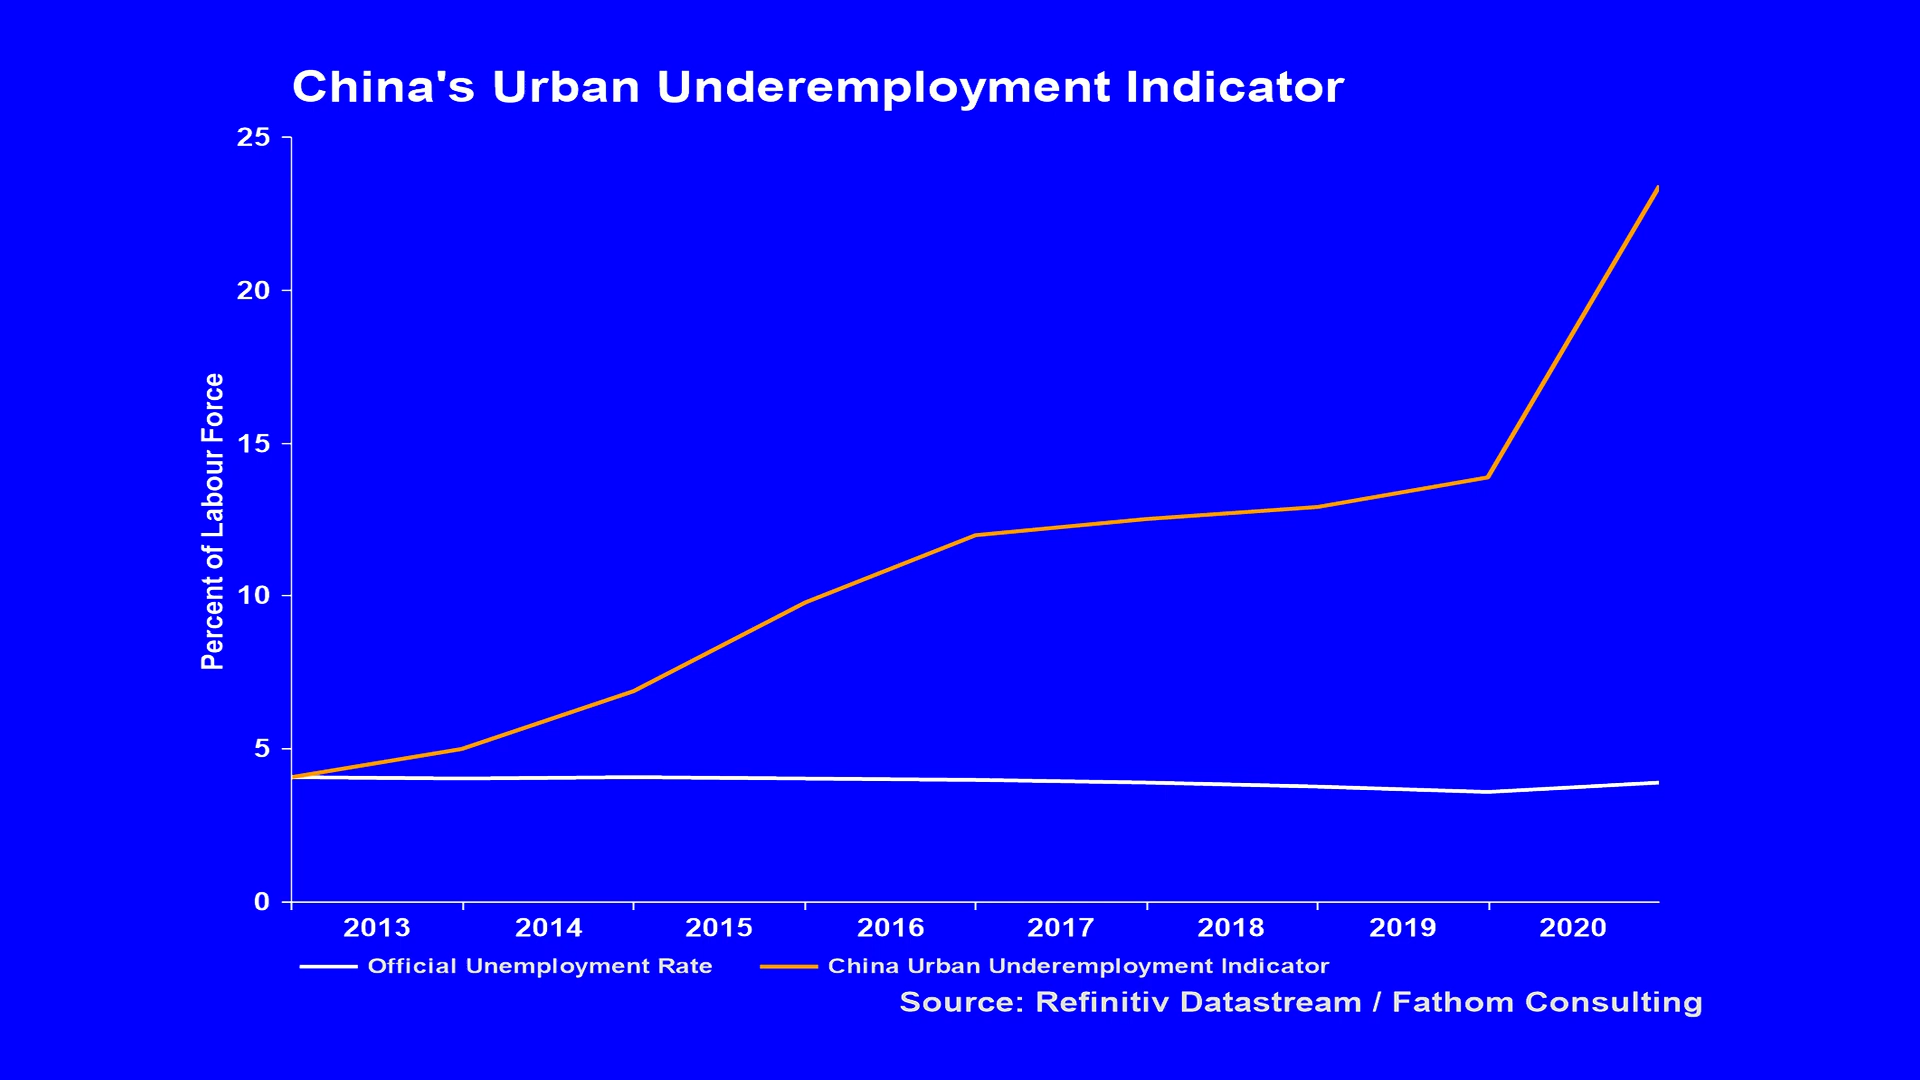 China's Urban Underemployment Indicator
25
20
15
10
5
0
Percent of Labour Force
2013 2014 2015 2016 2017 2018 2019 2020
Official Unemployment Rate China Urban Underemployment Indicator
Source: Refinitiv Datastream / Fathom Consulting